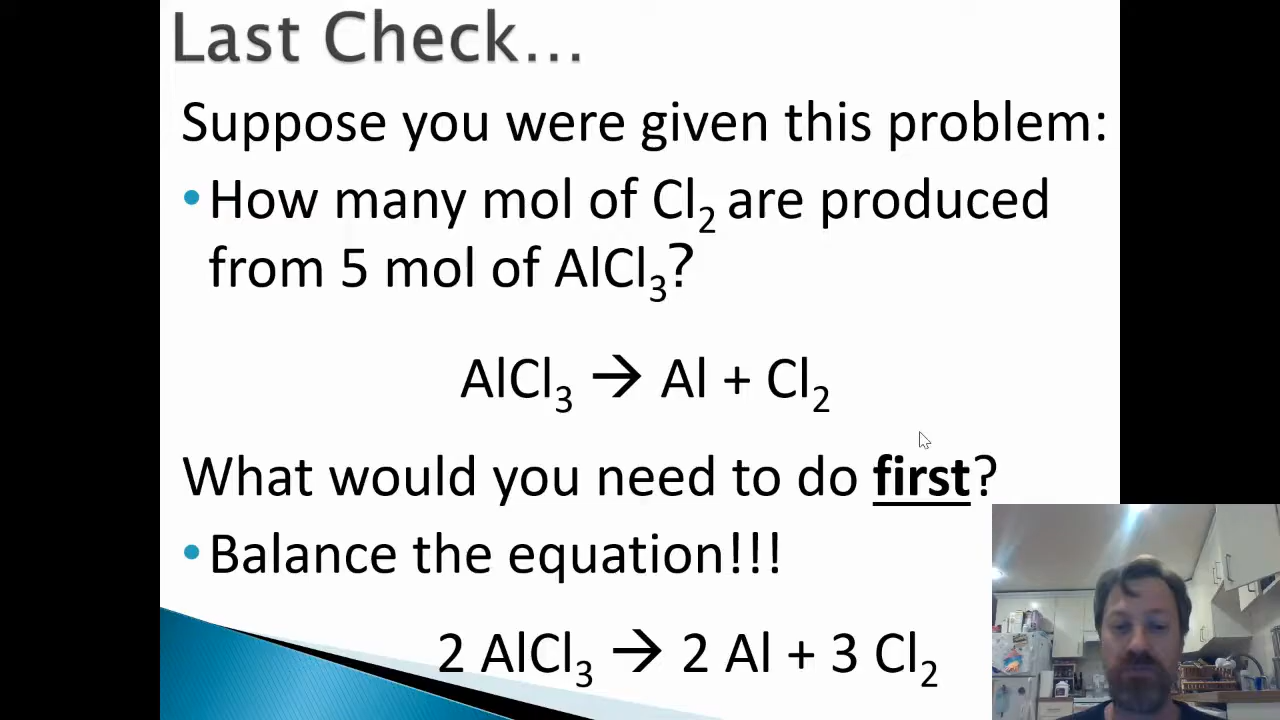 Last Check…
Suppose you were given this problem:
•How many mol of Cl₂ are produced
from 5 mol of AlCl₃?
AlCl₃ → Al + Cl₂
What would you need to do first?
•Balance the equation!!!
2 AlCl₃ → 2 Al + 3 Cl₂